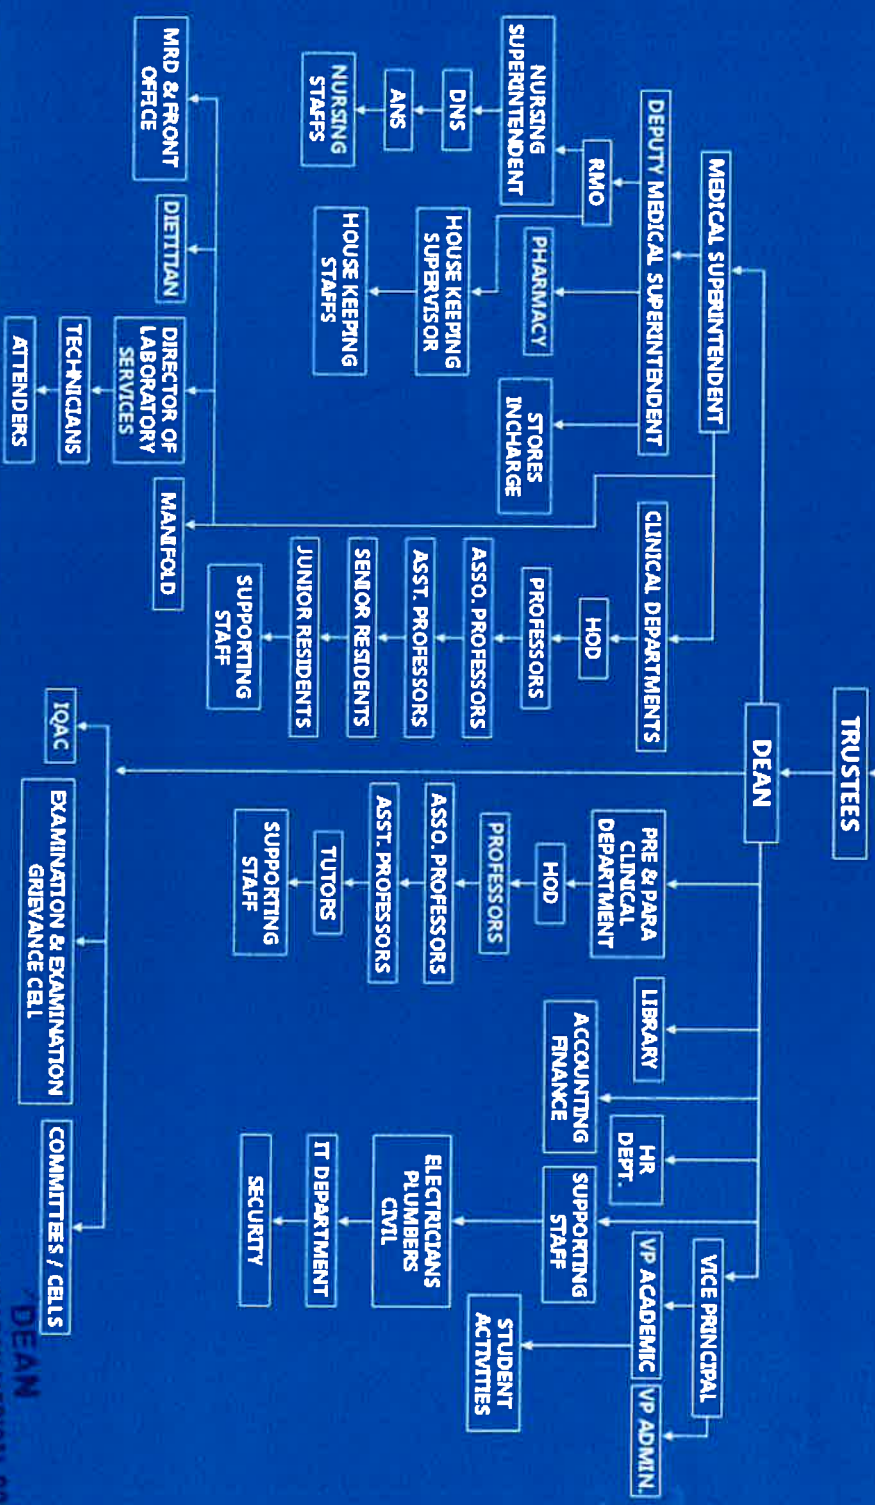 TRUSTEES
DEAN
MEDICAL SUPERINTENDENT
DEPUTY MEDICAL SUPERINTENDENT
RMO
NURSING
SUPERINTENDENT
DNS
ANS
NURSING
STAFFS
PHARMACY
HOUSE KEEPING
SUPERVISOR
HOUSE KEEPING
STAFFS
STORES
INCHARGE
MRD & FRONT
OFFICE
DIETITIAN
DIRECTOR OF
LABORATORY
SERVICES
TECHNICIANS
ATTENDERS
MANIFOLD
CLINICAL DEPARTMENTS
HOD
PROFESSORS
ASSO. PROFESSORS
ASST. PROFESSORS
SENIOR RESIDENTS
JUNIOR RESIDENTS
SUPPORTING
STAFF
PRE & PARA
CLINICAL
DEPARTMENT
HOD
PROFESSORS
ASSO. PROFESSORS
ASST. PROFESSORS
TUTORS
SUPPORTING
STAFF
LIBRARY
ACCOUNTING
FINANCE
HR
DEPT.
SUPPORTING
STAFF
ELECTRICIANS
PLUMBERS
CIVIL
IT DEPARTMENT
SECURITY
VICE PRINCIPAL
VP ACADEMIC
VP ADMIN.
STUDENT
ACTIVITIES
IQAC
EXAMINATION & EXAMINATION
GRIEVANCE CELL
COMMITTEES / CELLS
DEAN